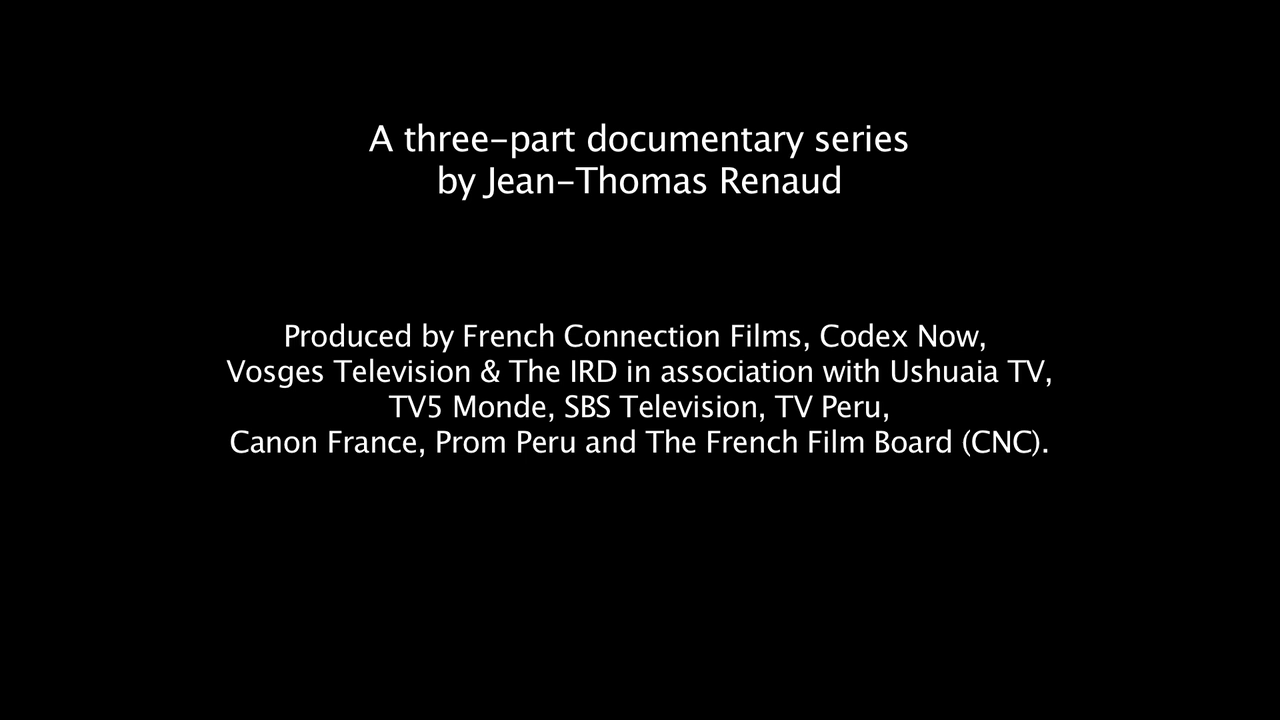 A three-part documentary series
by Jean-Thomas Renaud
Produced by French Connection Films, Codex Now,
Vosges Television & The IRD in association with Ushuaia TV,
TV5 Monde, SBS Television, TV Peru,
Canon France, Prom Peru and The French Film Board (CNC).